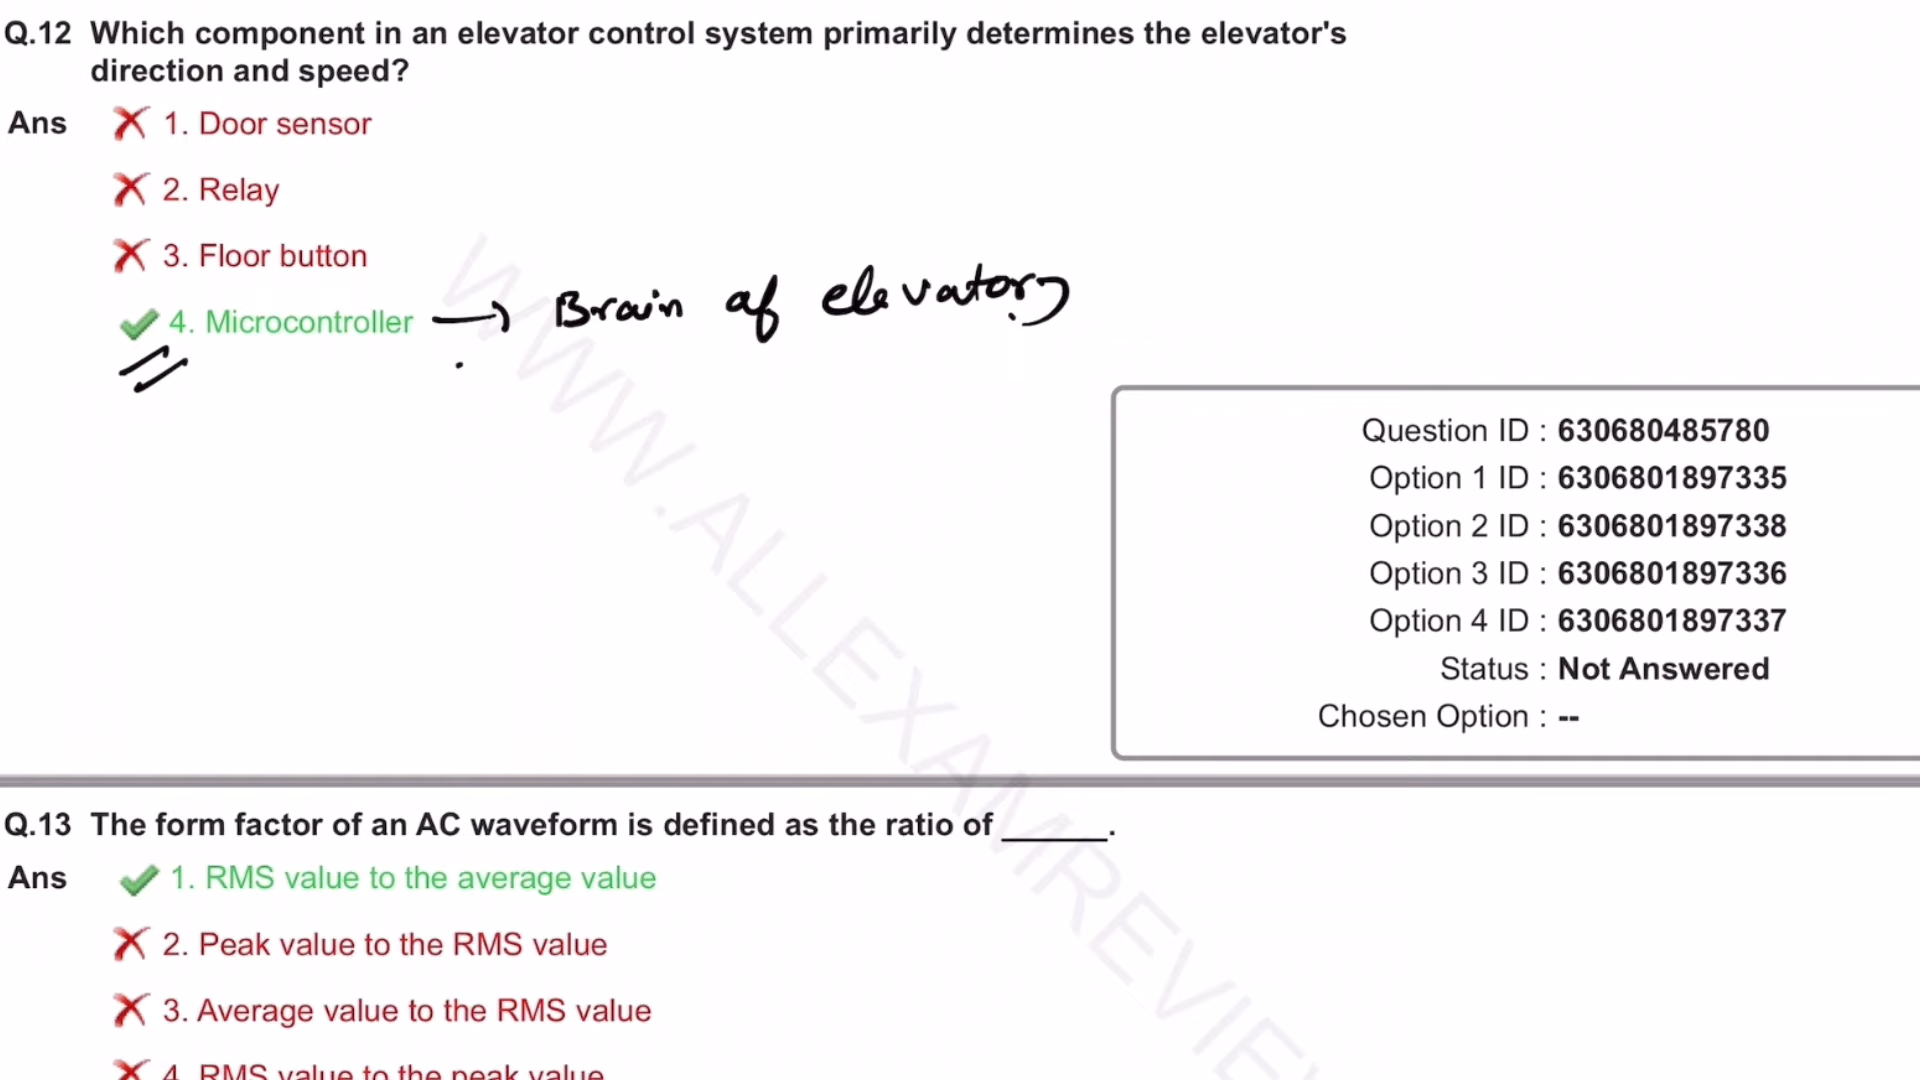 Q.12 Which component in an elevator control system primarily determines the elevator's
direction and speed?
Ans 1. Door sensor
2. Relay
3. Floor button
4. Microcontroller → Brain of elevator
Question ID : 630680485780
Option 1 ID : 6306801897335
Option 2 ID : 6306801897338
Option 3 ID : 6306801897336
Option 4 ID : 6306801897337
Status : Not Answered
Chosen Option : --
Q.13 The form factor of an AC waveform is defined as the ratio of ______.
Ans 1. RMS value to the average value
2. Peak value to the RMS value
3. Average value to the RMS value
4. RMS value to the peak value
WWW.ALLEXAMREVIE